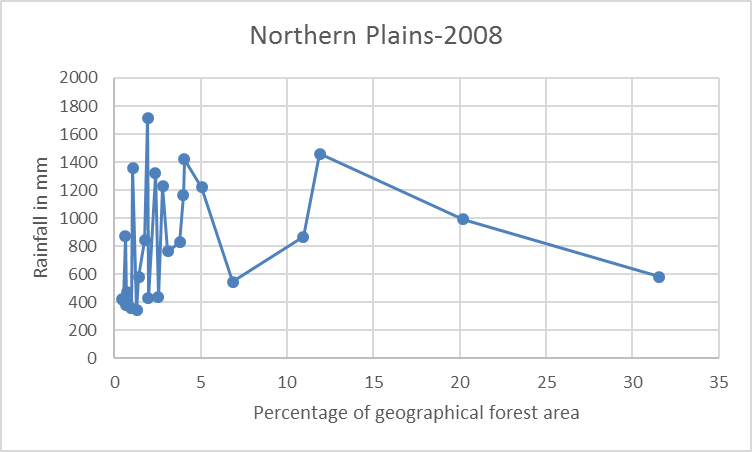 Northern Plains-2008
2000
1800
1600
1400
1200
1000
800
600
400
200
0
Rainfall in mm
0 5 10 15 20 25 30 35
Percentage of geographical forest area